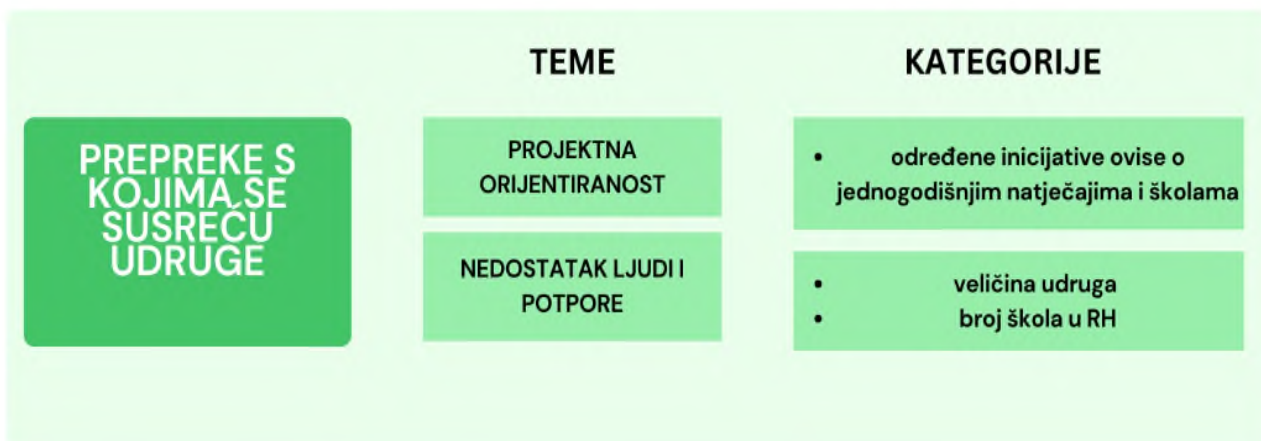 TEME
KATEGORIJE
PREPREKE S
KOJIMA SE
SUSREĆU
UDRUGE
PROJEKTNA
ORIJENTIRANOST
• određene inicijative ovise o
jednogodišnjim natječajima i školama
NEDOSTATAK LJUDI I
POTPORE
• veličina udruga
• broj škola u RH